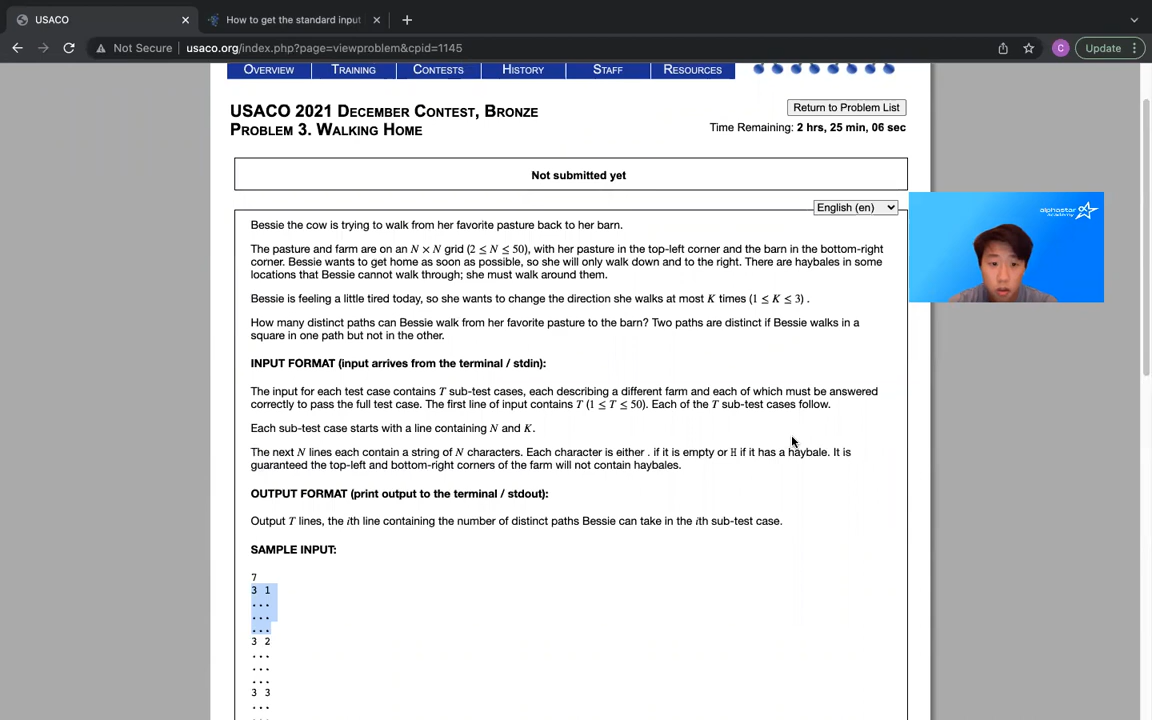 USACO
How to get the standard input
Not Secure
usaco.org/index.php?page=viewproblem&cpid=1145
C
Update
OVERVIEW TRAINING CONTESTS HISTORY STAFF RESOURCES
USACO 2021 DECEMBER CONTEST, BRONZE
PROBLEM 3. WALKING HOME
Return to Problem List
Time Remaining: 2 hrs, 25 min, 06 sec
Not submitted yet
English (en)
alphastar
Academy
Bessie the cow is trying to walk from her favorite pasture back to her barn.
The pasture and farm are on an N × N grid (2 ≤ N ≤ 50), with her pasture in the top-left corner and the barn in the bottom-right
corner. Bessie wants to get home as soon as possible, so she will only walk down and to the right. There are haybales in some
locations that Bessie cannot walk through; she must walk around them.
Bessie is feeling a little tired today, so she wants to change the direction she walks at most K times (1 ≤ K ≤ 3) .
How many distinct paths can Bessie walk from her favorite pasture to the barn? Two paths are distinct if Bessie walks in a
square in one path but not in the other.
INPUT FORMAT (input arrives from the terminal / stdin):
The input for each test case contains T sub-test cases, each describing a different farm and each of which must be answered
correctly to pass the full test case. The first line of input contains T (1 ≤ T ≤ 50). Each of the T sub-test cases follow.
Each sub-test case starts with a line containing N and K.
The next N lines each contain a string of N characters. Each character is either . if it is empty or H if it has a haybale. It is
guaranteed the top-left and bottom-right corners of the farm will not contain haybales.
OUTPUT FORMAT (print output to the terminal / stdout):
Output T lines, the ith line containing the number of distinct paths Bessie can take in the ith sub-test case.
SAMPLE INPUT:
7
3 1
...
...
...
3 2
...
...
...
3 3
...
...